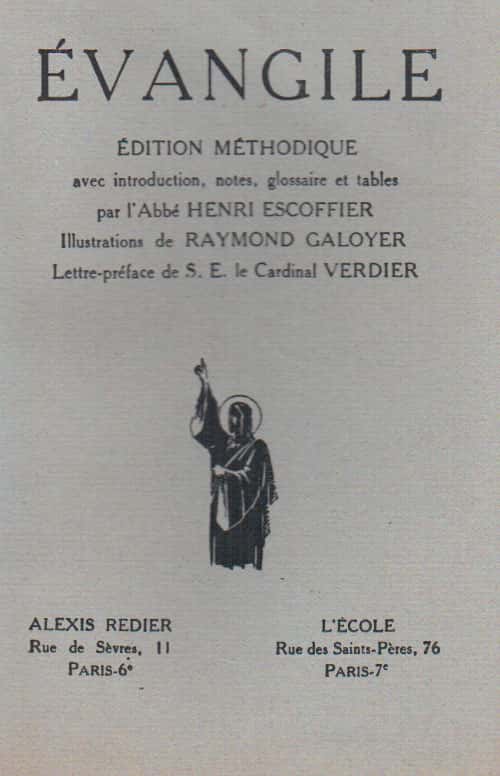 ÉVANGILE
ÉDITION MÉTHODIQUE
avec introduction, notes, glossaire et tables
par l'Abbé HENRI ESCOFFIER
Illustrations de RAYMOND GALOYER
Lettre-préface de S. E. le Cardinal VERDIER
ALEXIS REDIER
Rue de Sèvres, 11
PARIS-6e
L'ÉCOLE
Rue des Saints-Pères, 76
PARIS-7e